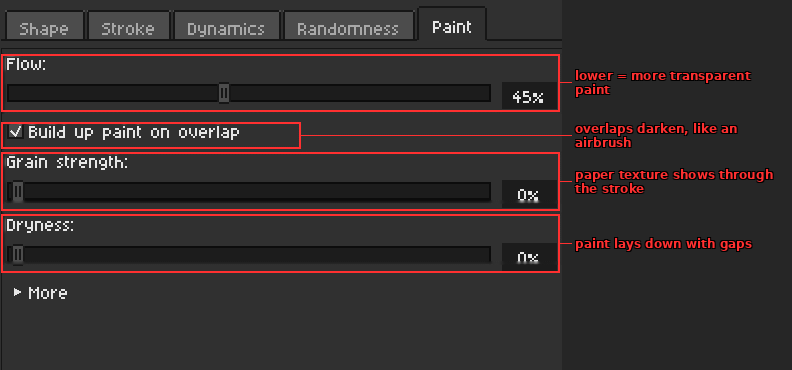 Shape Stroke Dynamics Randomness Paint
Flow:
45%
lower = more transparent
paint
Build up paint on overlap
overlaps darken, like an
airbrush
Grain strength:
0%
paper texture shows through
the stroke
Dryness:
0%
paint lays down with gaps
More